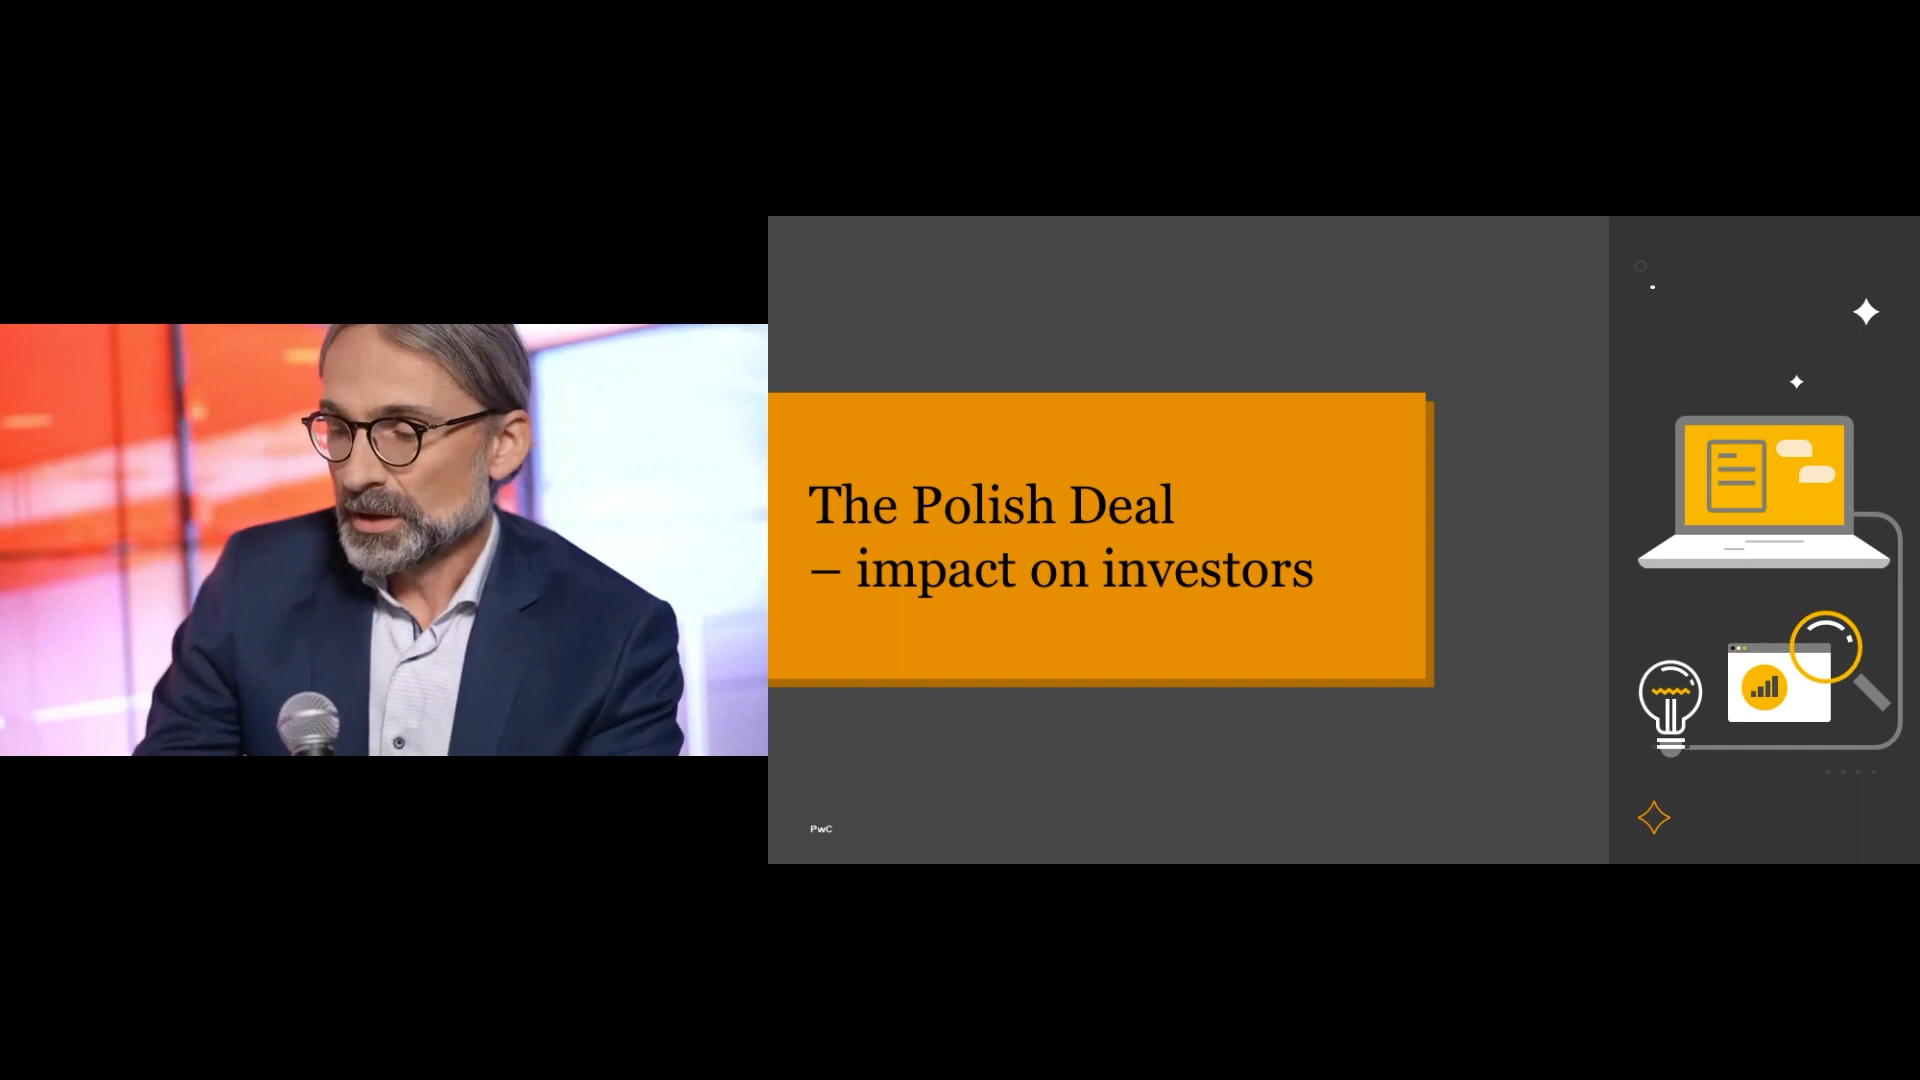 The Polish Deal
– impact on investors
PwC